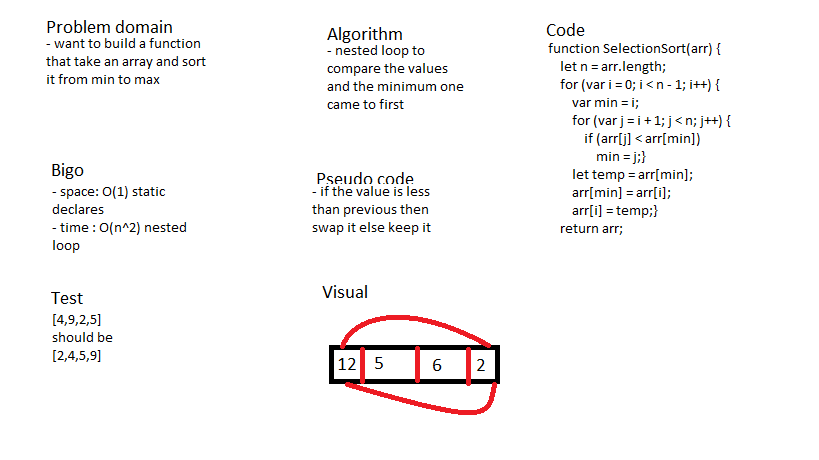 Problem domain
- want to build a function
that take an array and sort
it from min to max
Algorithm
- nested loop to
compare the values
and the minimum one
came to first
Code
function SelectionSort(arr) {
let n = arr.length;
for (var i = 0; i < n - 1; i++) {
var min = i;
for (var j = i + 1; j < n; j++) {
if (arr[j] < arr[min])
min = j;}
let temp = arr[min];
arr[min] = arr[i];
arr[i] = temp;}
return arr;
Bigo
- space: O(1) static
declares
- time : O(n^2) nested
loop
Pseudo code
- if the value is less
than previous then
swap it else keep it
Test
[4,9,2,5]
should be
[2,4,5,9]
Visual
12 5 6 2